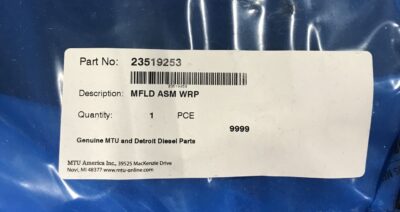 Part No: 23519253
23519253
Description: MFLD ASM WRP
Quantity: 1 PCE
9999
Genuine MTU and Detroit Diesel Parts
MTU America Inc., 39525 MacKenzie Drive
Novi, MI 48377 www.mtu-online.com